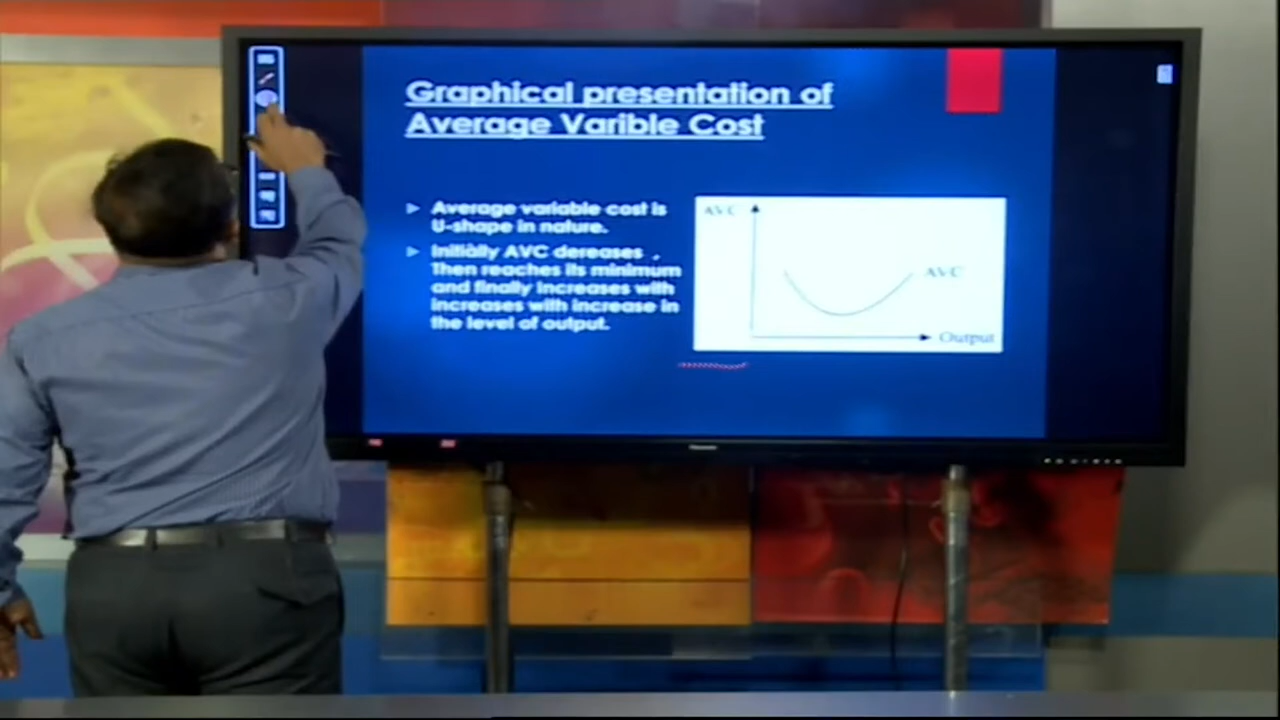 Graphical presentation of
Average Varible Cost
Average variable cost is
U-shape in nature.
Initially AVC dereases ,
Then reaches its minimum
and finally increases with
increases with increase in
the level of output.
AVC
AVC
Output
Panasonic